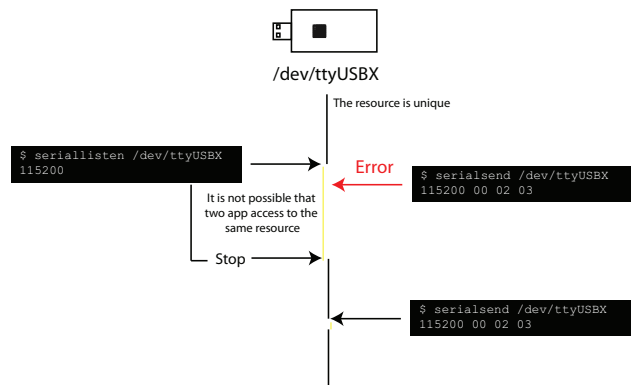 /dev/ttyUSBX
The resource is unique
$ seriallisten /dev/ttyUSBX
115200
Error
$ serialsend /dev/ttyUSBX
115200 00 02 03
It is not possible that
two app access to the
same resource
Stop
$ serialsend /dev/ttyUSBX
115200 00 02 03